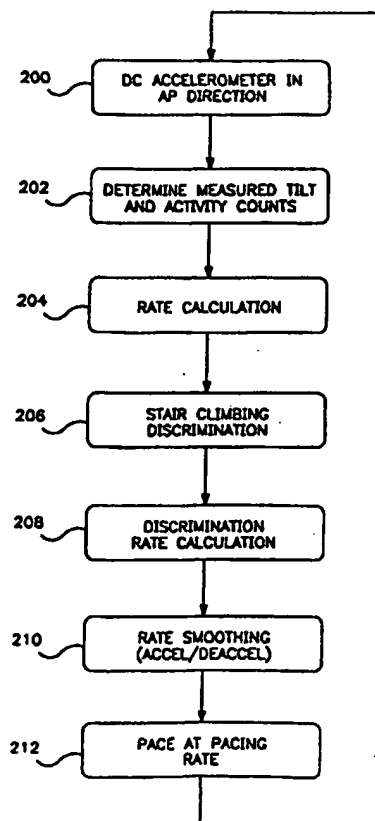 200
DC ACCELEROMETER IN
AP DIRECTION
202
DETERMINE MEASURED TILT
AND ACTIVITY COUNTS
204
RATE CALCULATION
206
STAIR CLIMBING
DISCRIMINATION
208
DISCRIMINATION
RATE CALCULATION
210
RATE SMOOTHING
(ACCEL/DEACCEL)
212
PACE AT PACING
RATE